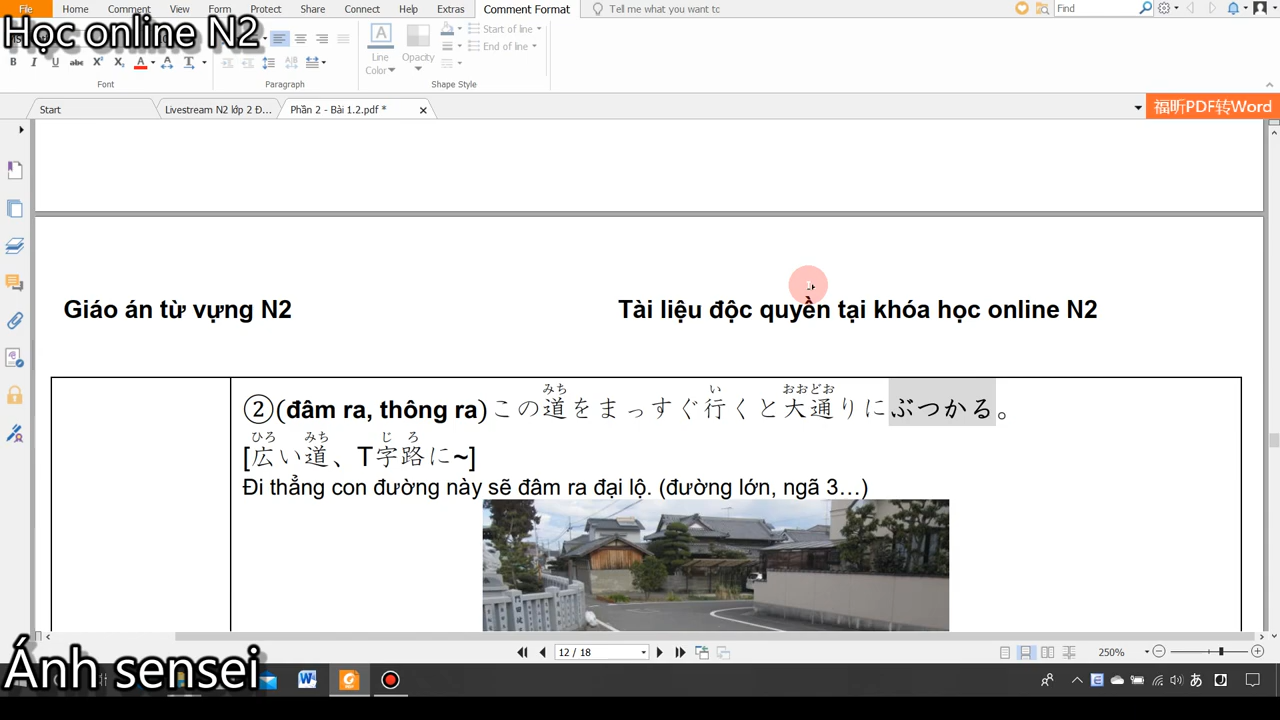 File Home Comment View Form Protect Share Connect Help Extras Comment Format Tell me what you want tc Find
Học online N2
Start of line
End of line
Line Color
Opacity
Font Paragraph Shape Style
Start Livestream N2 lớp 2 Đ... Phần 2 - Bài 1.2.pdf * 福昕PDF转Word
Giáo án từ vựng N2 Tài liệu độc quyền tại khóa học online N2
みち い おおどお
②(đâm ra, thông ra)この道をまっすぐ行くと大通りにぶつかる。
ひろ みち じ ろ
[広い道、T字路に~]
Đi thẳng con đường này sẽ đâm ra đại lộ. (đường lớn, ngã 3…)
12 / 18 250%
Ánh sensei